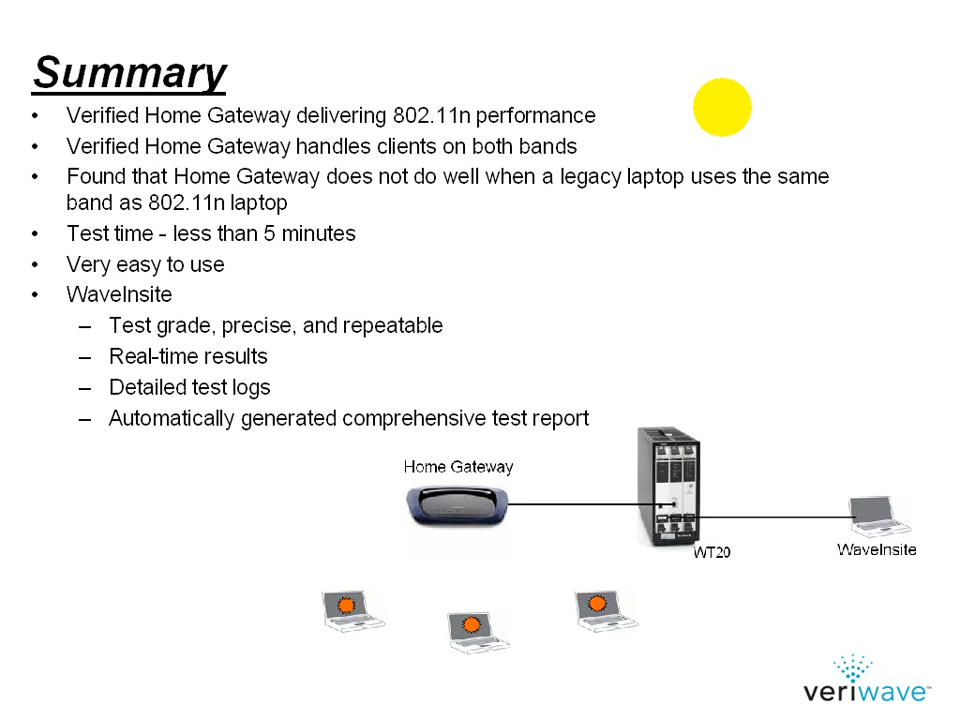 Summary
• Verified Home Gateway delivering 802.11n performance
• Verified Home Gateway handles clients on both bands
• Found that Home Gateway does not do well when a legacy laptop uses the same
band as 802.11n laptop
• Test time - less than 5 minutes
• Very easy to use
• WaveInsite
– Test grade, precise, and repeatable
– Real-time results
– Detailed test logs
– Automatically generated comprehensive test report
Home Gateway
WT20
WaveInsite
veriwave™